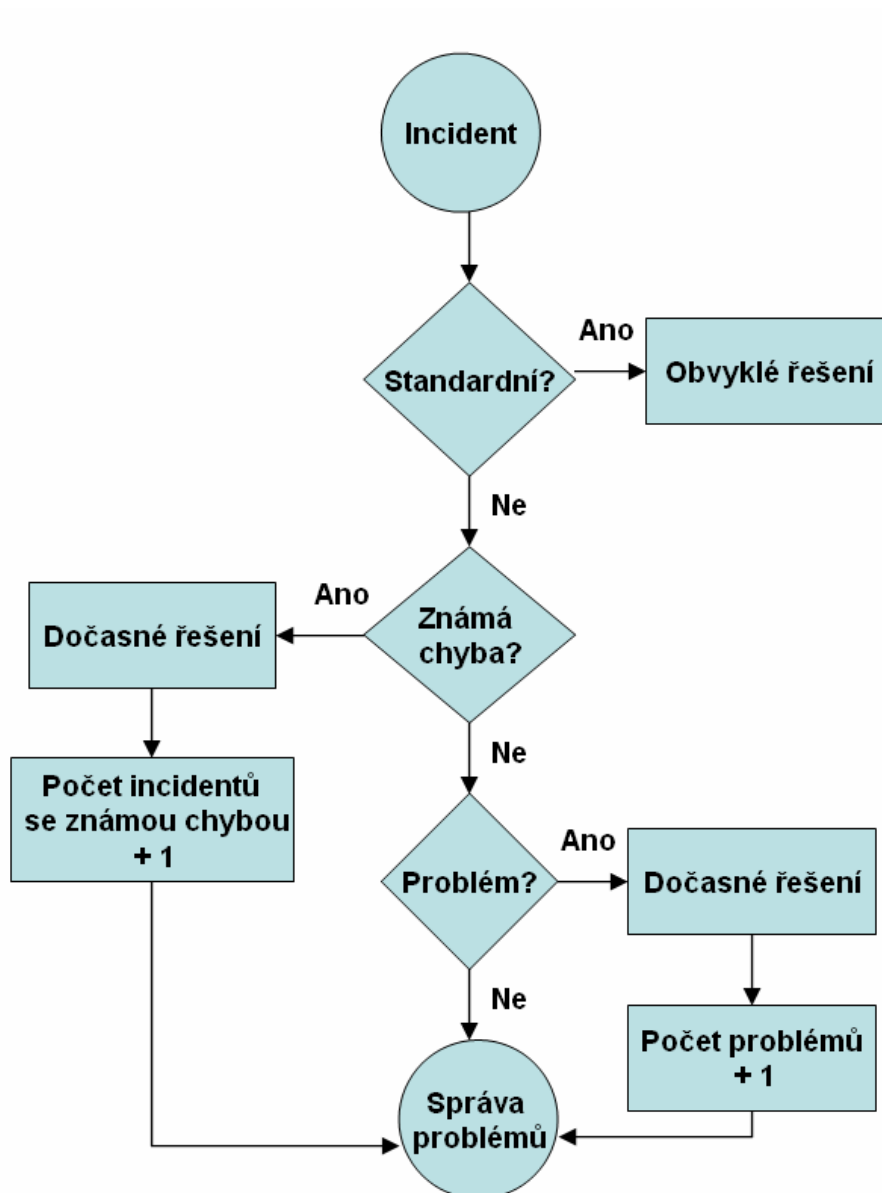 Incident
Ano
Standardní?
Obvyklé řešení
Ne
Ano
Dočasné řešení
Známá
chyba?
Ne
Počet incidentů
se známou chybou
+ 1
Ano
Problém?
Dočasné řešení
Ne
Počet problémů
+ 1
Správa
problémů